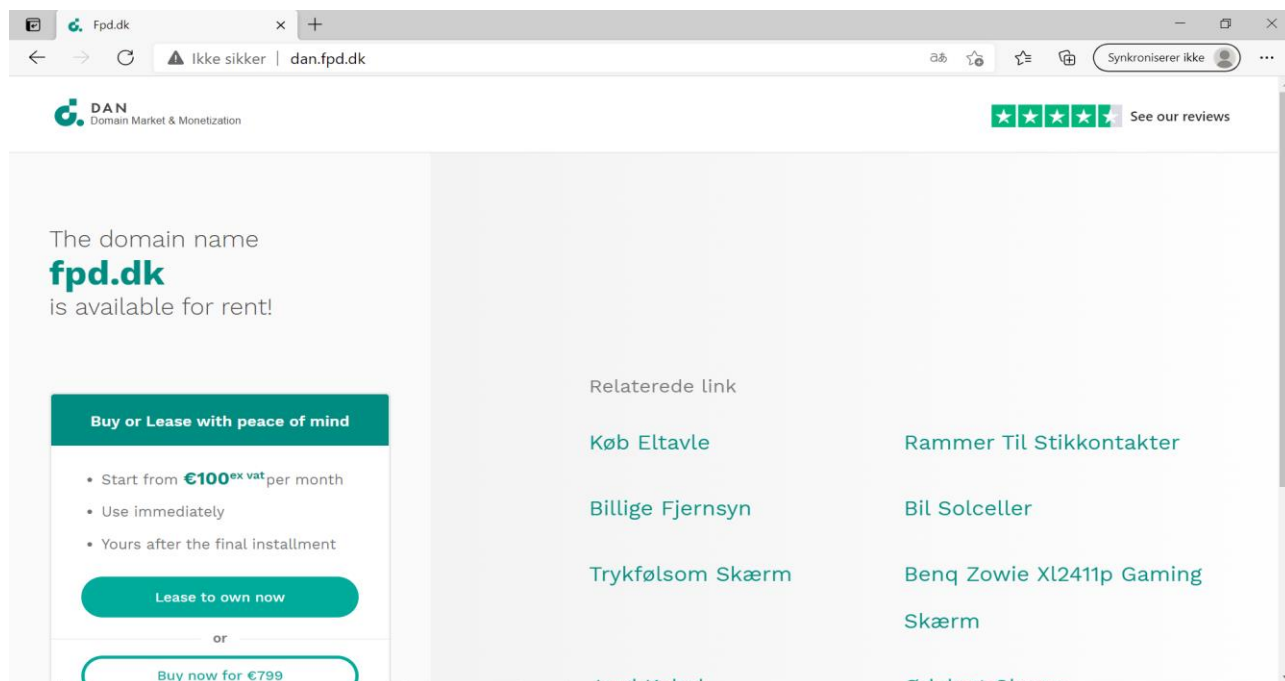 Fpd.dk
Ikke sikker | dan.fpd.dk
Synkroniserer ikke
DAN
Domain Market & Monetization
See our reviews
The domain name
fpd.dk
is available for rent!
Buy or Lease with peace of mind
• Start from €100 ex vat per month
• Use immediately
• Yours after the final installment
Lease to own now
or
Buy now for €799
Relaterede link
Køb Eltavle
Rammer Til Stikkontakter
Billige Fjernsyn
Bil Solceller
Trykfølsom Skærm
Benq Zowie Xl2411p Gaming
Skærm